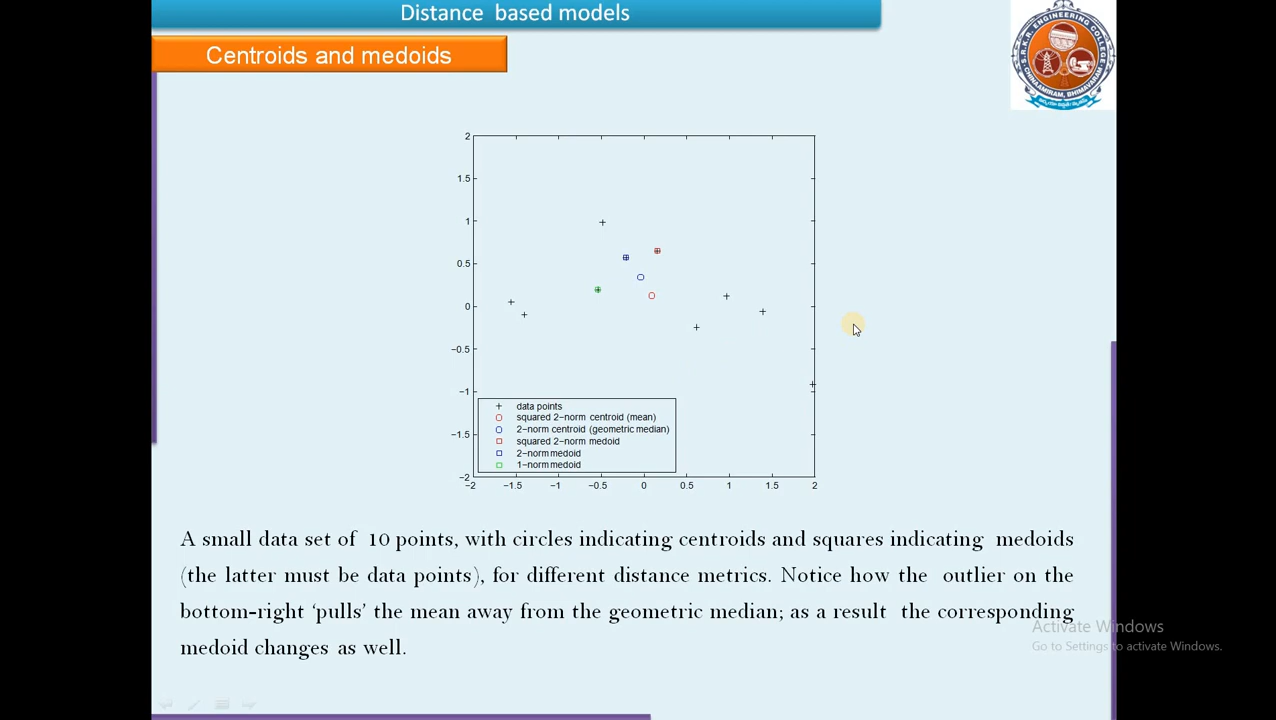 Distance based models
Centroids and medoids
S.R.K.R. ENGINEERING COLLEGE
CHINAAMIRAM, BHIMAVARAM
2
1.5
1
0.5
0
−0.5
−1
−1.5
−2
data points
squared 2−norm centroid (mean)
2−norm centroid (geometric median)
squared 2−norm medoid
2−norm medoid
1−norm medoid
−2 −1.5 −1 −0.5 0 0.5 1 1.5 2
A small data set of 10 points, with circles indicating centroids and squares indicating medoids
(the latter must be data points), for different distance metrics. Notice how the outlier on the
bottom-right ‘pulls’ the mean away from the geometric median; as a result the corresponding
medoid changes as well.
Activate Windows
Go to Settings to activate Windows.